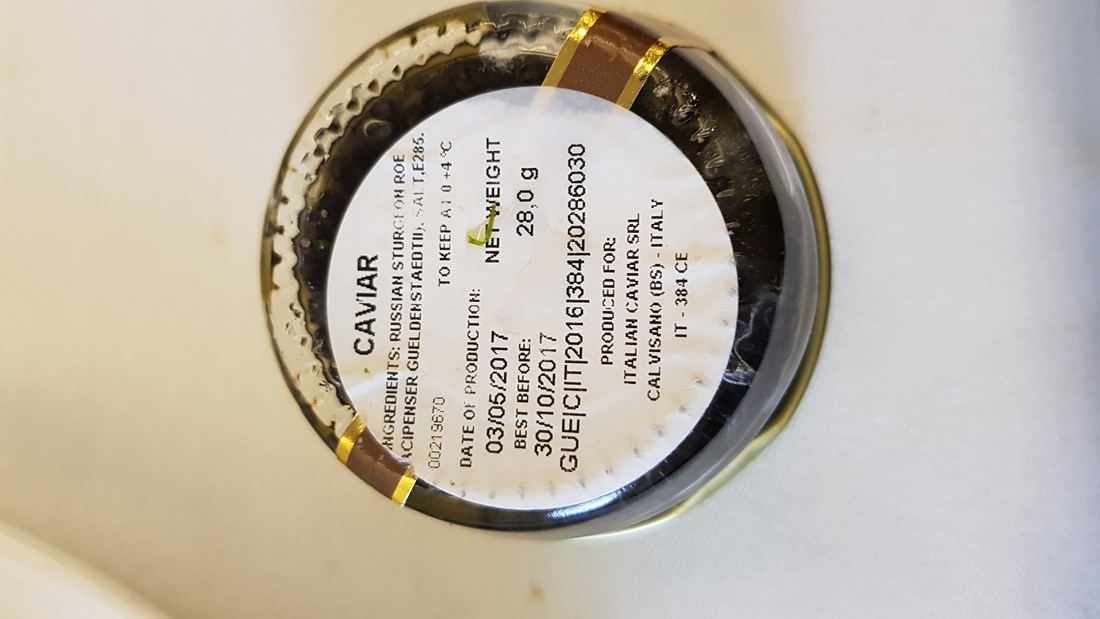 CAVIAR
INGREDIENTS: RUSSIAN STURGEON ROE
ACIPENSER GUELDENSTAEDTII), SALT,E285.
00219670 TO KEEP AT 0 +4 °C
DATE OF PRODUCTION:
03/05/2017
NET WEIGHT
28,0 g
BEST BEFORE:
30/10/2017
GUE|C|IT|2016|384|20286030
PRODUCED FOR:
ITALIAN CAVIAR SRL
CALVISANO (BS) - ITALY
IT - 384 CE